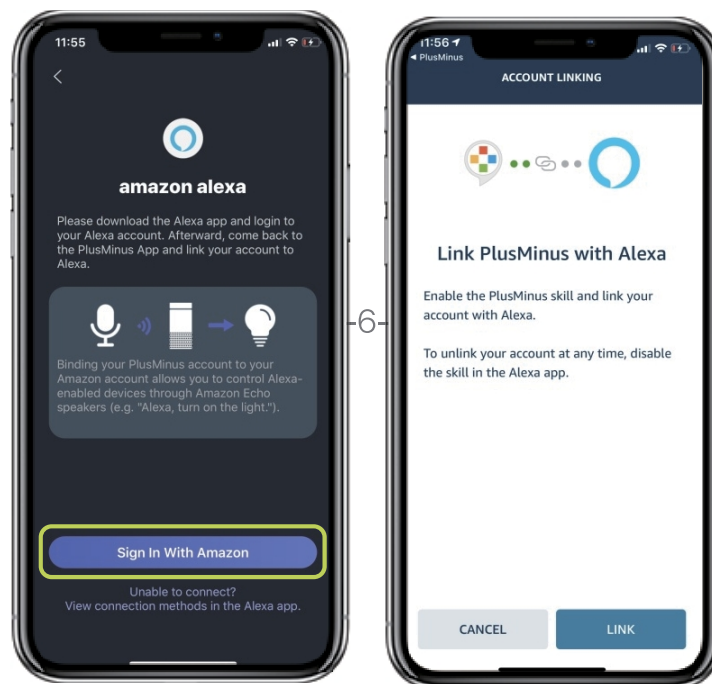 11:55
amazon alexa
Please download the Alexa app and login to
your Alexa account. Afterward, come back to
the PlusMinus App and link your account to
Alexa.
Binding your PlusMinus account to your
Amazon account allows you to control Alexa-
enabled devices through Amazon Echo
speakers (e.g. "Alexa, turn on the light.").
Sign In With Amazon
Unable to connect?
View connection methods in the Alexa app.
-6-
11:56
PlusMinus
ACCOUNT LINKING
Link PlusMinus with Alexa
Enable the PlusMinus skill and link your
account with Alexa.
To unlink your account at any time, disable
the skill in the Alexa app.
CANCEL
LINK